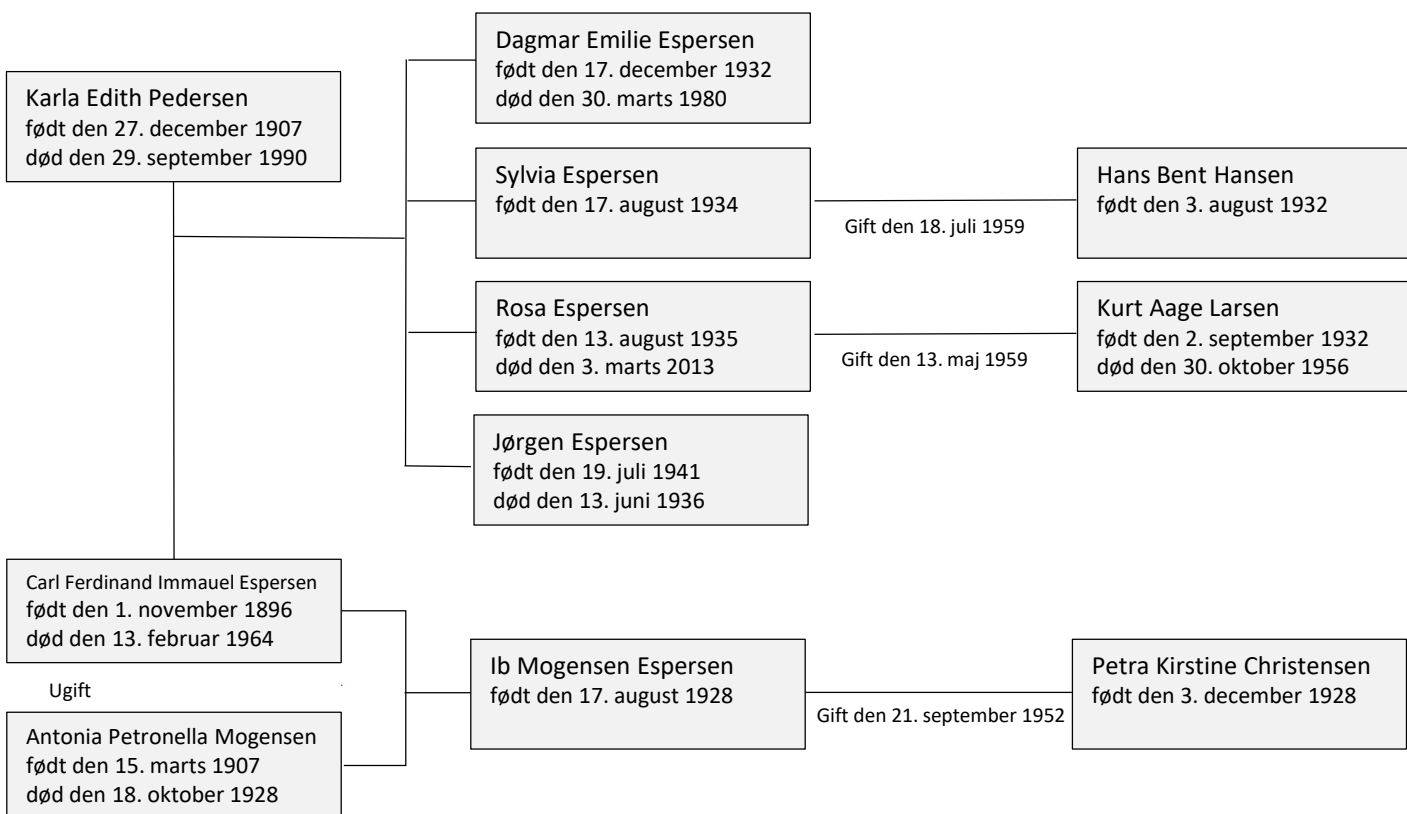 Dagmar Emilie Espersen
født den 17. december 1932
død den 30. marts 1980
Karla Edith Pedersen
født den 27. december 1907
død den 29. september 1990
Sylvia Espersen
født den 17. august 1934
Gift den 18. juli 1959
Hans Bent Hansen
født den 3. august 1932
Rosa Espersen
født den 13. august 1935
død den 3. marts 2013
Gift den 13. maj 1959
Kurt Aage Larsen
født den 2. september 1932
død den 30. oktober 1956
Jørgen Espersen
født den 19. juli 1941
død den 13. juni 1936
Carl Ferdinand Immauel Espersen
født den 1. november 1896
død den 13. februar 1964
Ugift
Antonia Petronella Mogensen
født den 15. marts 1907
død den 18. oktober 1928
Ib Mogensen Espersen
født den 17. august 1928
Gift den 21. september 1952
Petra Kirstine Christensen
født den 3. december 1928